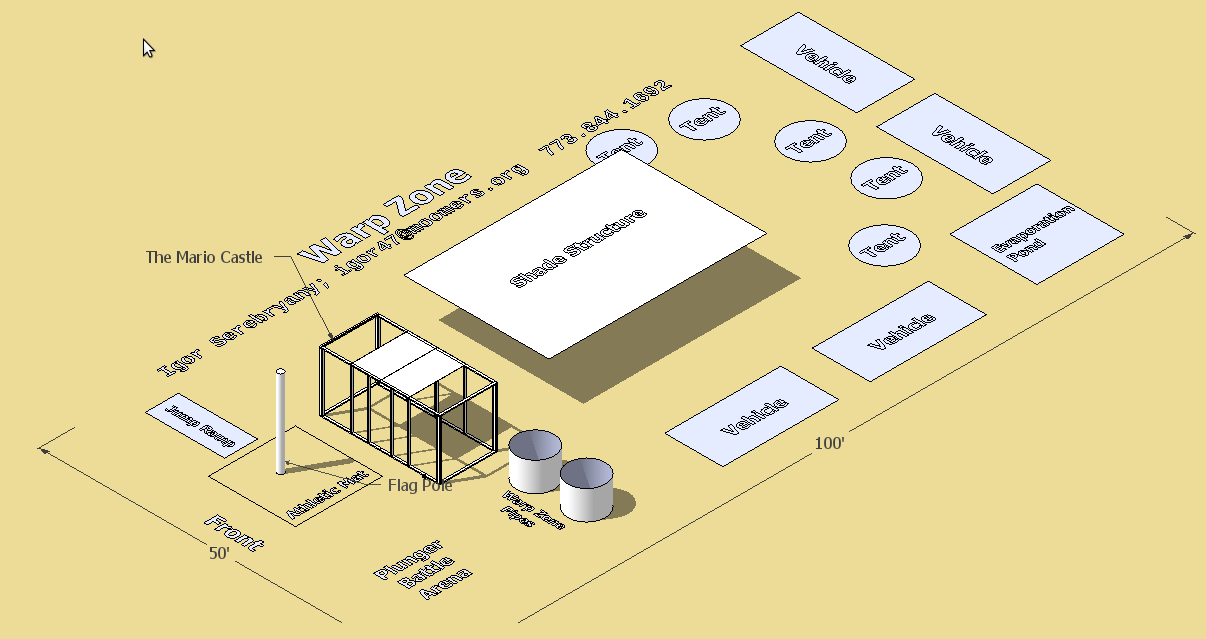 Vehicle
Tent
Tent
Tent
Vehicle
Tent
Tent
Evaporation
Pond
Warp Zone
Igor Serebryany; igor47@moomers.org 773.844.1692
Shade Structure
The Mario Castle
Vehicle
Vehicle
100'
Jump Ramp
Athletic Mat
Flag Pole
Warp Zone
Pipes
Front
50'
Plunger
Battle
Arena